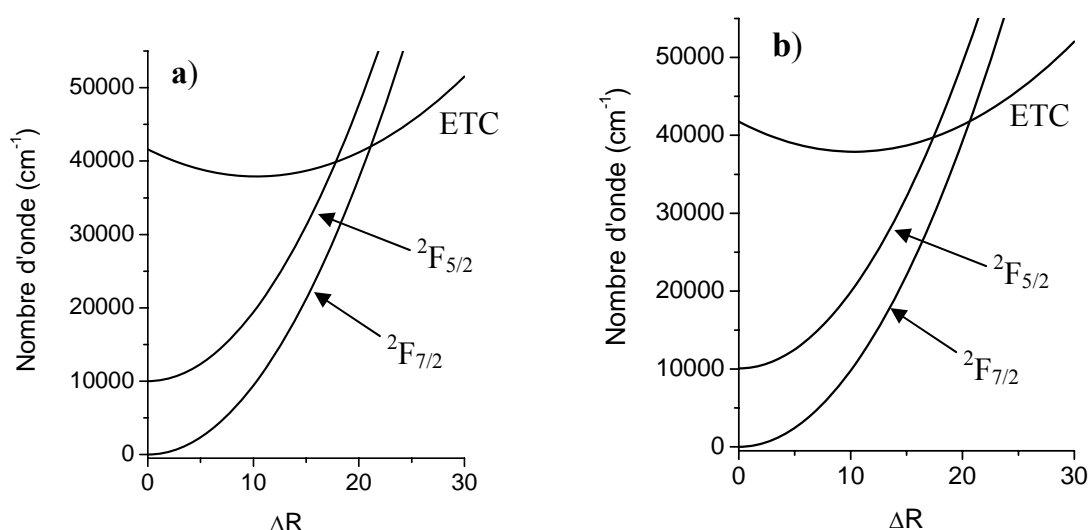 a)
Nombre d'onde (cm-1)
50000
40000
30000
20000
10000
0
ETC
2F5/2
2F7/2
0 10 20 30
ΔR
b)
Nombre d'onde (cm-1)
50000
40000
30000
20000
10000
0
ETC
2F5/2
2F7/2
0 10 20 30
ΔR